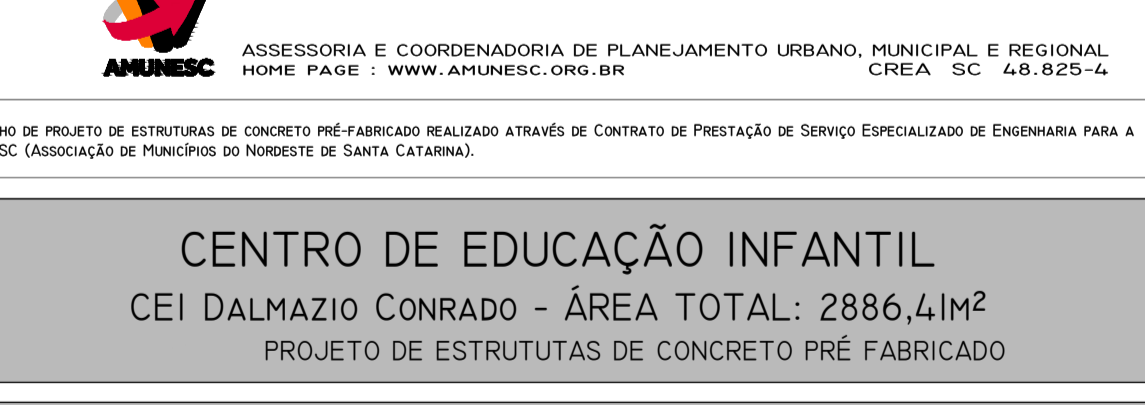 AMUNESC
ASSESSORIA E COORDENADORIA DE PLANEJAMENTO URBANO, MUNICIPAL E REGIONAL
HOME PAGE : WWW.AMUNESC.ORG.BR CREA SC 48.825-4
HO DE PROJETO DE ESTRUTURAS DE CONCRETO PRÉ-FABRICADO REALIZADO ATRAVÉS DE CONTRATO DE PRESTAÇÃO DE SERVIÇO ESPECIALIZADO DE ENGENHARIA PARA A
SC (ASSOCIAÇÃO DE MUNICÍPIOS DO NORDESTE DE SANTA CATARINA).
CENTRO DE EDUCAÇÃO INFANTIL
CEI DALMAZIO CONRADO - ÁREA TOTAL: 2886,41M²
PROJETO DE ESTRUTUTAS DE CONCRETO PRÉ FABRICADO